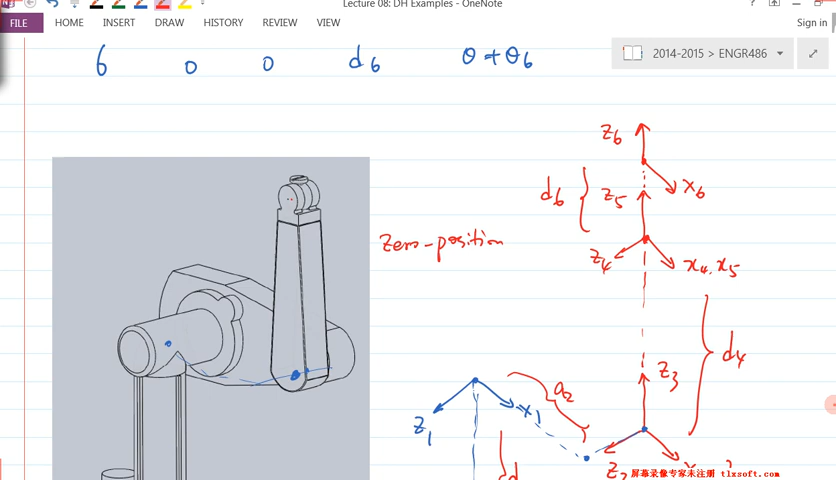 Lecture 08: DH Examples - OneNote
FILE HOME INSERT DRAW HISTORY REVIEW VIEW Sign in
2014-2015 > ENGR486
6 0 0 d6 θ+θ6
z6
x6
d6
z5
z4
x4, x5
Zero-position
d4
z3
a2
x1
z1
z2
d
屏幕录像专家未注册 tlxsoft.com